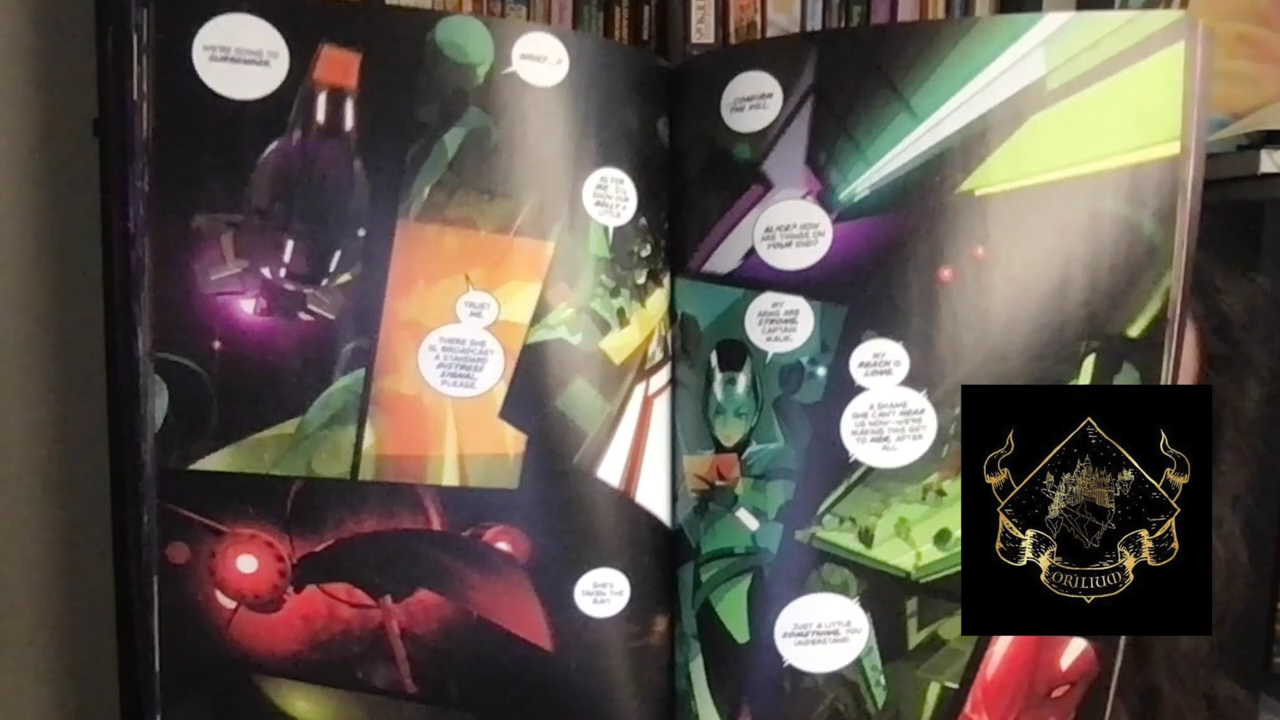 WE'RE GOING TO
SURRENDER.
TRUST
ME.
THERE SHE
IS. BROADCAST
A STANDARD
DISTRESS
SIGNAL,
PLEASE.
AS FOR
ME, I'LL
SHOW OUR
BELLY A
LITTLE.
SHE'S
TAKEN THE
BAIT.
CONFIRM
THE KILL.
ALICE? HOW
ARE THINGS ON
YOUR END?
MY
ARMS ARE
STRONG,
CAPTAIN
MY
REACH IS
LONG.
A SHAME
SHE CAN'T HEAR
US NOW--WE'RE
MAKING THIS GIFT
TO HER, AFTER
ALL.
JUST A LITTLE
SOMETHING, YOU
UNDERSTAND.
ORILIUM